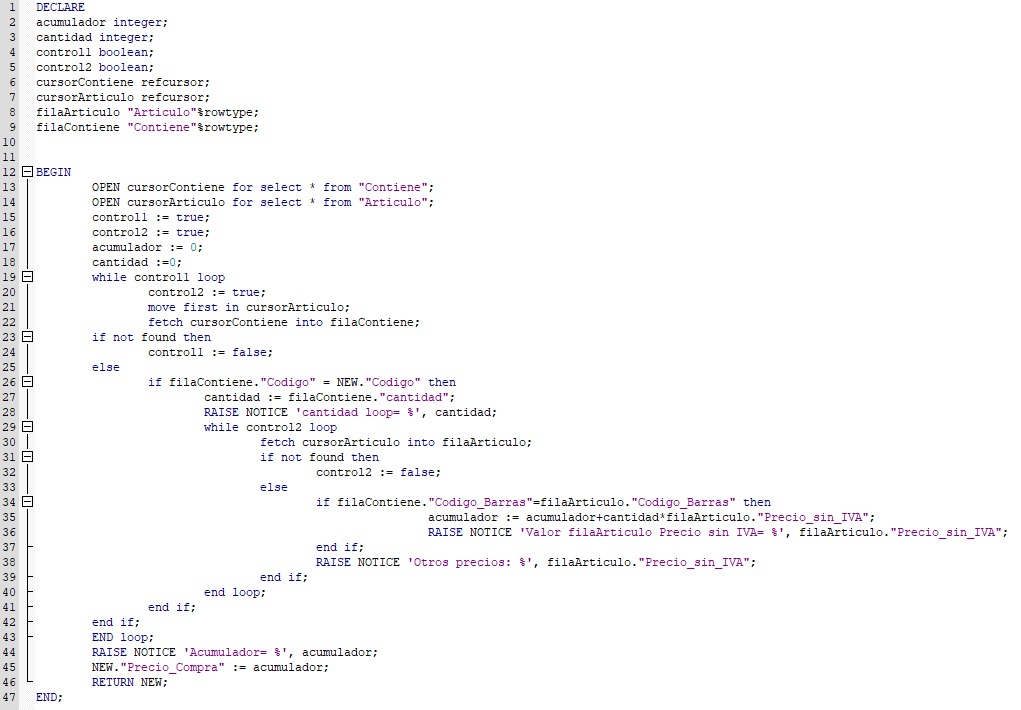 1 DECLARE
2 acumulador integer;
3 cantidad integer;
4 control1 boolean;
5 control2 boolean;
6 cursorContiene refcursor;
7 cursorArticulo refcursor;
8 filaArticulo "Articulo"%rowtype;
9 filaContiene "Contiene"%rowtype;
10
11
12 BEGIN
13 OPEN cursorContiene for select * from "Contiene";
14 OPEN cursorArticulo for select * from "Articulo";
15 control1 := true;
16 control2 := true;
17 acumulador := 0;
18 cantidad :=0;
19 while control1 loop
20 control2 := true;
21 move first in cursorArticulo;
22 fetch cursorContiene into filaContiene;
23 if not found then
24 control1 := false;
25 else
26 if filaContiene."Codigo" = NEW."Codigo" then
27 cantidad := filaContiene."cantidad";
28 RAISE NOTICE 'cantidad loop= %', cantidad;
29 while control2 loop
30 fetch cursorArticulo into filaArticulo;
31 if not found then
32 control2 := false;
33 else
34 if filaContiene."Codigo_Barras"=filaArticulo."Codigo_Barras" then
35 acumulador := acumulador+cantidad*filaArticulo."Precio_sin_IVA";
36 RAISE NOTICE 'Valor filaArticulo Precio sin IVA= %', filaArticulo."Precio_sin_IVA";
37 end if;
38 RAISE NOTICE 'Otros precios: %', filaArticulo."Precio_sin_IVA";
39 end if;
40 end loop;
41 end if;
42 end if;
43 END loop;
44 RAISE NOTICE 'Acumulador= %', acumulador;
45 NEW."Precio_Compra" := acumulador;
46 RETURN NEW;
47 END;